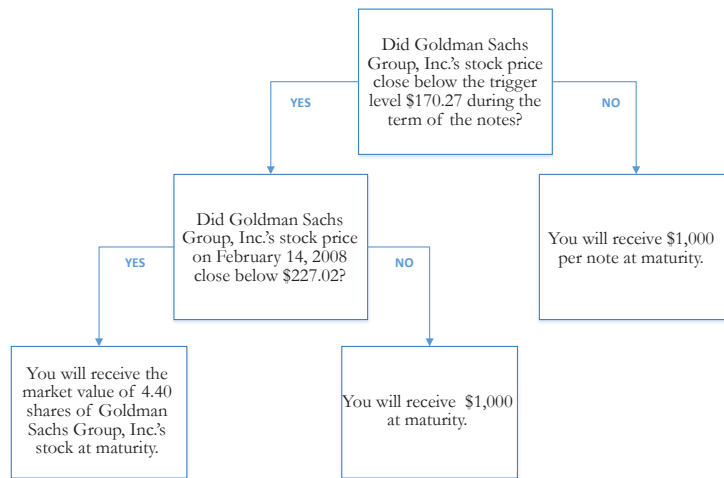 Did Goldman Sachs
Group, Inc.'s stock price
close below the trigger
level $170.27 during the
term of the notes?
YES
NO
Did Goldman Sachs
Group, Inc.'s stock price
on February 14, 2008
close below $227.02?
You will receive $1,000
per note at maturity.
YES
NO
You will receive the
market value of 4.40
shares of Goldman
Sachs Group, Inc.'s
stock at maturity.
You will receive $1,000
at maturity.